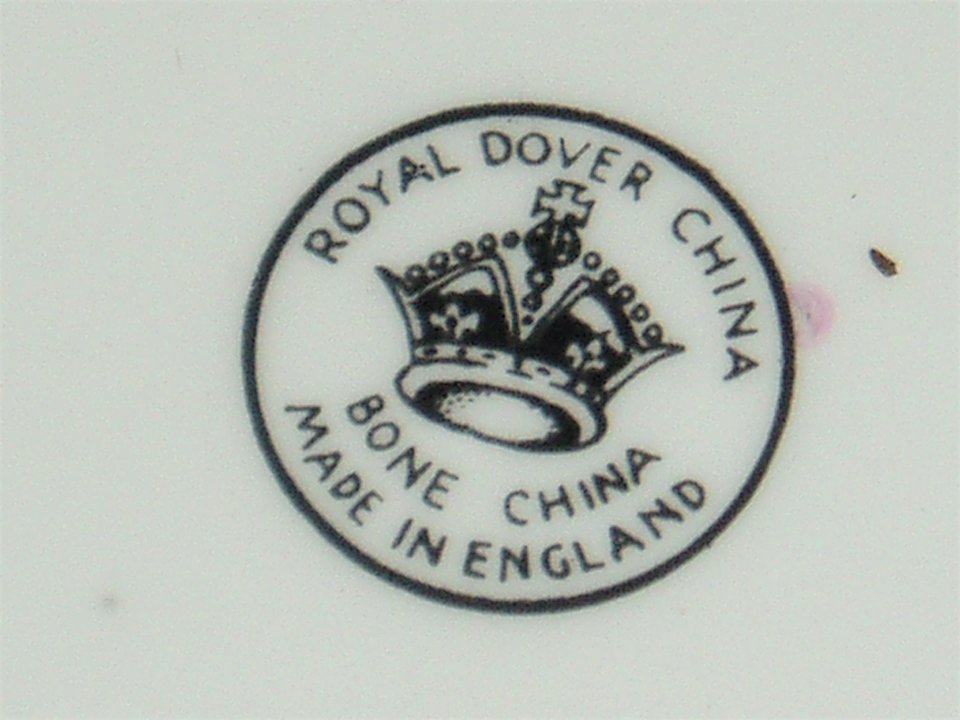 ROYAL DOVER CHINA
BONE CHINA
MADE IN ENGLAND